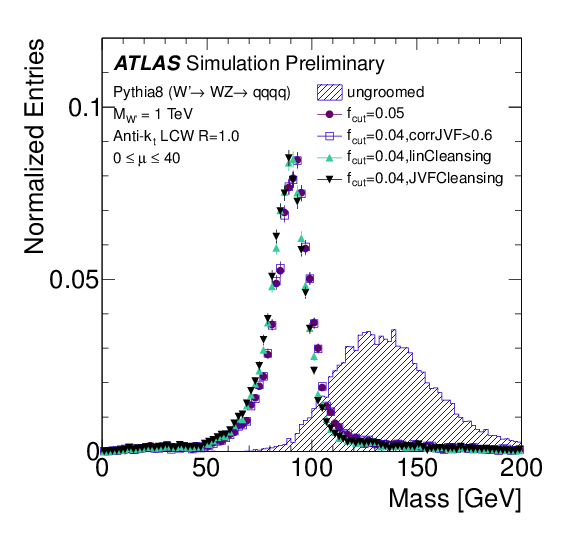 ATLAS Simulation Preliminary
Pythia8 (W'→ WZ→ qqqq)
M_W' = 1 TeV
Anti-k_t LCW R=1.0
0 ≤ μ ≤ 40
ungroomed
f_cut=0.05
f_cut=0.04,corrJVF>0.6
f_cut=0.04,linCleansing
f_cut=0.04,JVFCleansing
Normalized Entries
0.1
0.05
0
0 50 100 150 200
Mass [GeV]